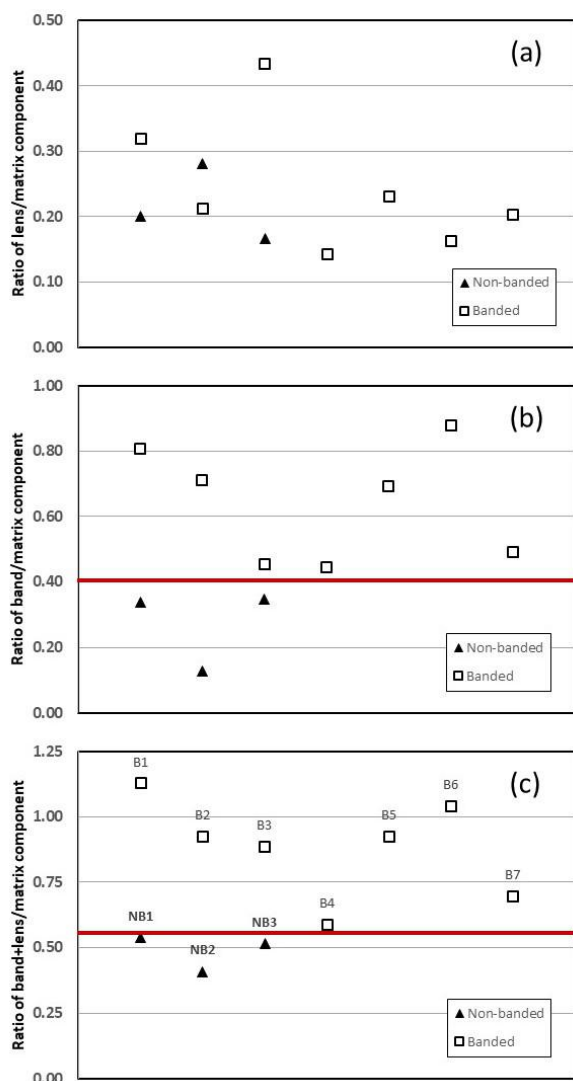 0.50
(a)
0.40
0.30
0.20
0.10
0.00
Ratio of lens/matrix component
Non-banded
Banded
1.00
(b)
0.80
0.60
0.40
0.20
0.00
Ratio of band/matrix component
Non-banded
Banded
1.25
(c)
B1
B6
1.00
B2
B5
B3
0.75
B7
B4
NB1
NB3
0.50
NB2
0.25
0.00
Ratio of band+lens/matrix component
Non-banded
Banded